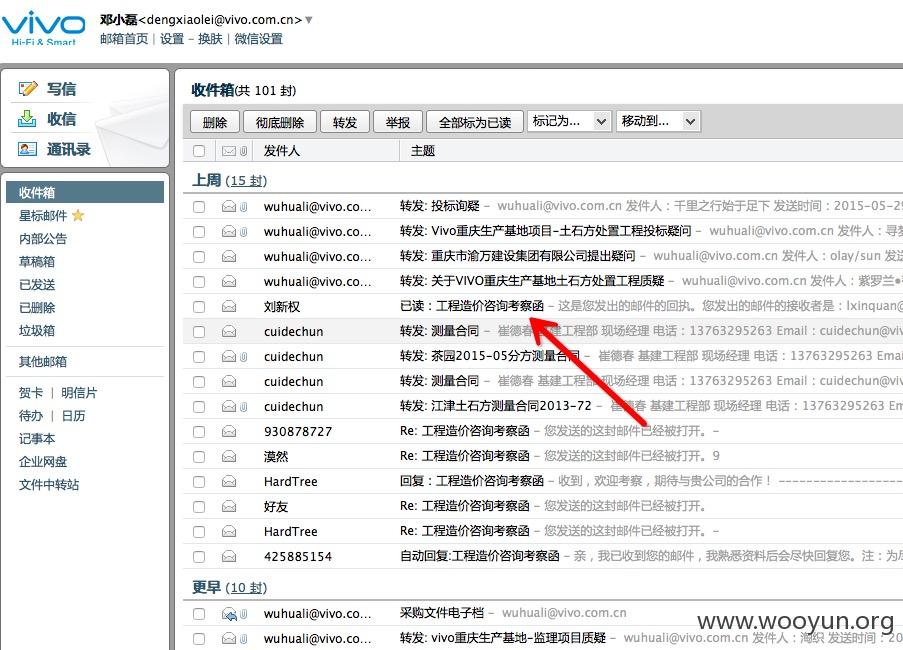 vivo
Hi-Fi & Smart
邓小磊<dengxiaolei@vivo.com.cn>
邮箱首页 | 设置 - 换肤 | 微信设置
写信
收信
通讯录
收件箱
星标邮件
内部公告
草稿箱
已发送
已删除
垃圾箱
其他邮箱
贺卡 | 明信片
待办 | 日历
记事本
企业网盘
文件中转站
收件箱(共 101 封)
删除 彻底删除 转发 举报 全部标为已读 标记为... 移动到...
发件人 主题
上周 (15 封)
wuhuali@vivo.co... 转发: 投标询疑 - wuhuali@vivo.com.cn 发件人：千里之行始于足下 发送时间：2015-05-29
wuhuali@vivo.co... 转发: Vivo重庆生产基地项目-土石方处置工程投标疑问 - wuhuali@vivo.com.cn 发件人：寻梦
wuhuali@vivo.co... 转发: 重庆市渝万建设集团有限公司提出疑问 - wuhuali@vivo.com.cn 发件人：olay/sun 发送
wuhuali@vivo.co... 转发: 关于VIVO重庆生产基地土石方处置工程质疑 - wuhuali@vivo.com.cn 发件人：紫罗兰
刘新权 已读：工程造价咨询考察函 - 这是您发出的邮件的回执。您发出的邮件的接收者是：lxinquan@
cuidechun 转发: 测量合同 - 崔德春 基建工程部 现场经理 电话：13763295263 Email：cuidechun@viv
cuidechun 转发: 茶园2015-05分方测量合同 - 崔德春 基建工程部 现场经理 电话：13763295263 Emai
cuidechun 转发: 测量合同 - 崔德春 基建工程部 现场经理 电话：13763295263 Email：cuidechun@viv
cuidechun 转发: 江津土石方测量合同2013-72 - 崔德春 基建工程部 现场经理 电话：13763295263 Em
930878727 Re: 工程造价咨询考察函 - 您发送的这封邮件已经被打开。-
漠然 Re: 工程造价咨询考察函 - 您发送的这封邮件已经被打开。9
HardTree 回复：工程造价咨询考察函 - 收到，欢迎考察，期待与贵公司的合作！ ------------------
好友 Re: 工程造价咨询考察函 - 您发送的这封邮件已经被打开。
HardTree Re: 工程造价咨询考察函 - 您发送的这封邮件已经被打开。-
425885154 自动回复:工程造价咨询考察函 - 亲，我已收到您的邮件，我熟悉资料后会尽快回复您。注：为
更早 (10 封)
wuhuali@vivo.co... 采购文件电子档 - wuhuali@vivo.com.cn
wuhuali@vivo.co... 转发: vivo重庆生产基地-监理项目质疑 - wuhuali@vivo.com.cn 发件人：淘织 发送时间：20
www.wooyun.org